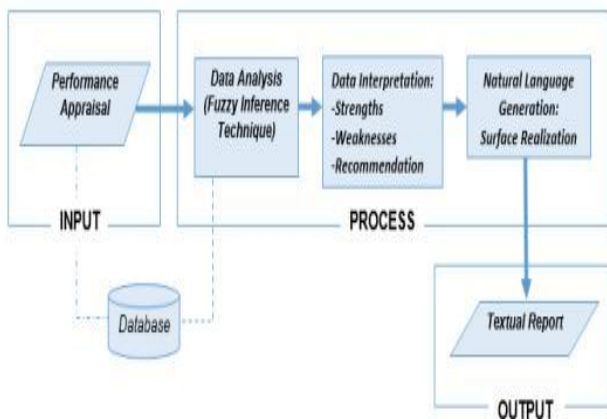 Performance
Appraisal
INPUT
Data Analysis
(Fuzzy Inference
Technique)
Data Interpretation:
-Strengths
-Weaknesses
-Recommendation
Natural Language
Generation:
Surface Realization
PROCESS
Database
Textual Report
OUTPUT